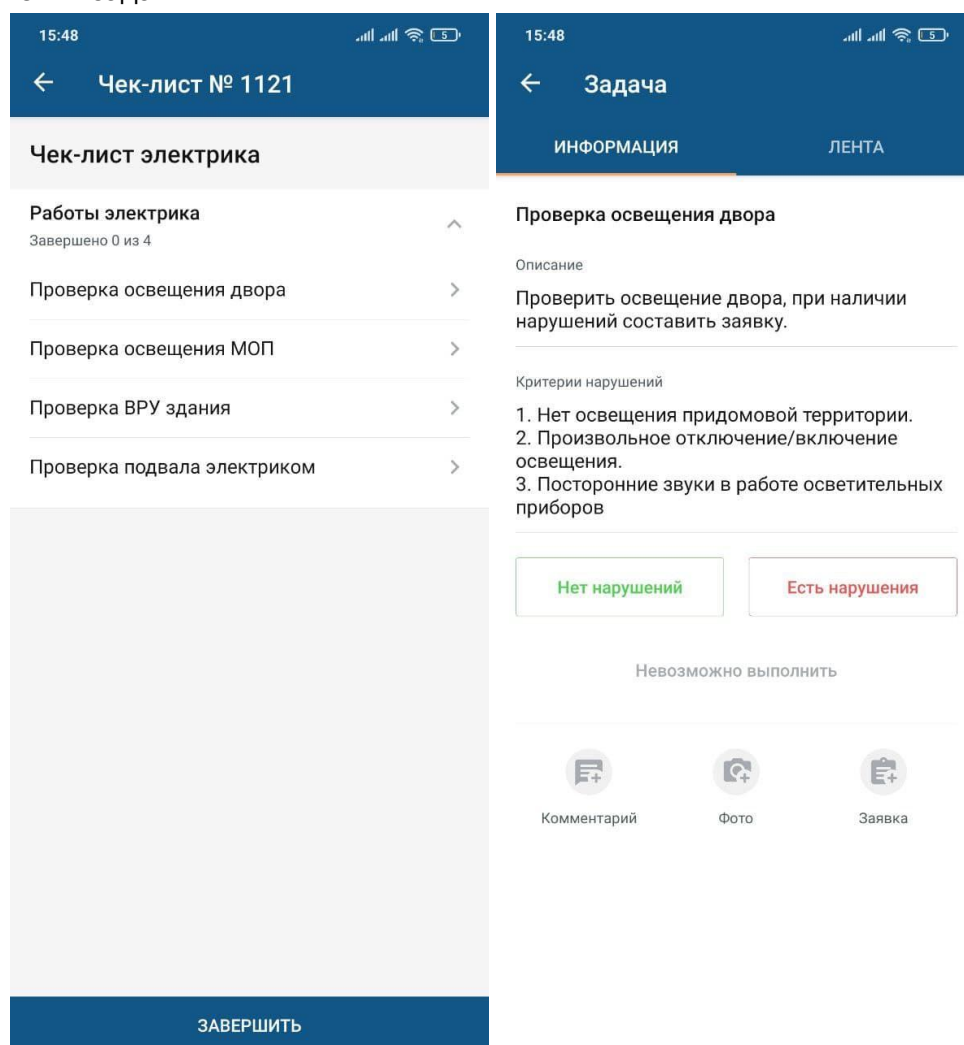 15:48
5
Чек-лист № 1121
Чек-лист электрика
Работы электрика
Завершено 0 из 4
Проверка освещения двора
Проверка освещения МОП
Проверка ВРУ здания
Проверка подвала электриком
ЗАВЕРШИТЬ
15:48
5
Задача
ИНФОРМАЦИЯ
ЛЕНТА
Проверка освещения двора
Описание
Проверить освещение двора, при наличии
нарушений составить заявку.
Критерии нарушений
1. Нет освещения придомовой территории.
2. Произвольное отключение/включение
освещения.
3. Посторонние звуки в работе осветительных
приборов
Нет нарушений
Есть нарушения
Невозможно выполнить
Комментарий
Фото
Заявка